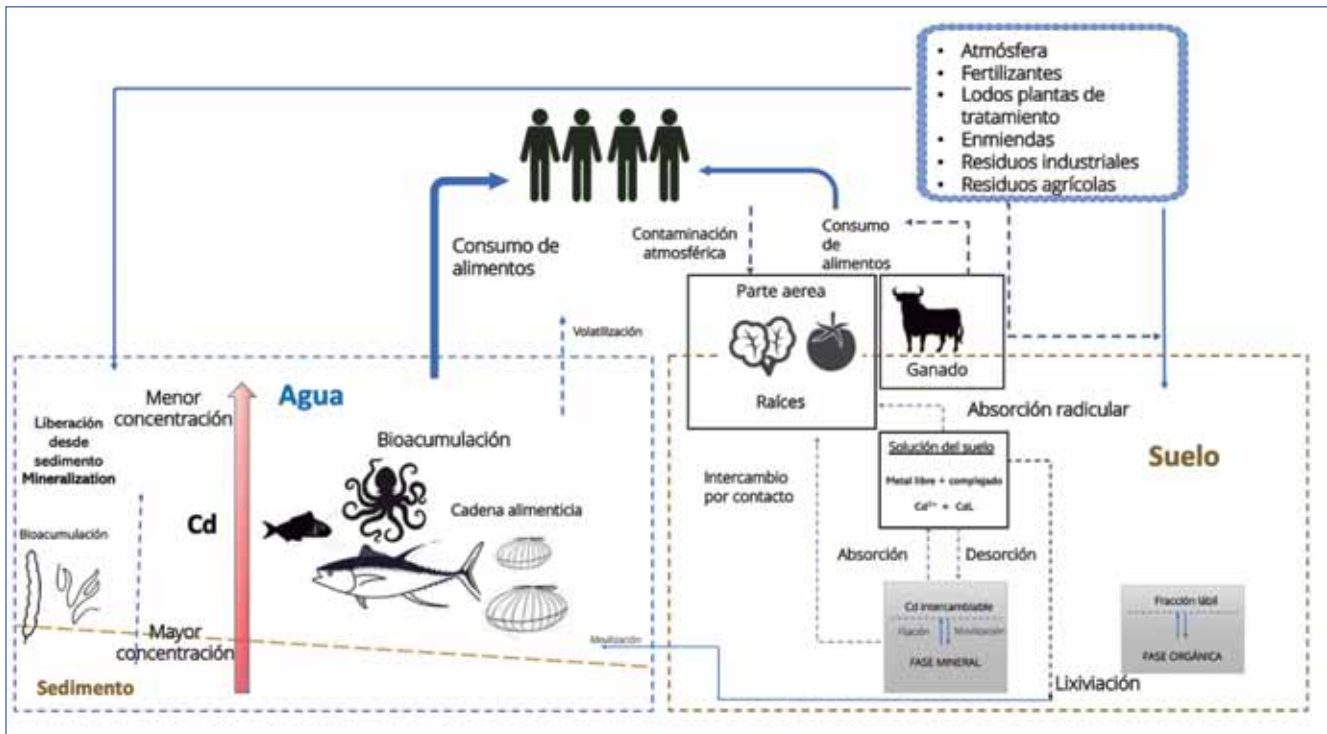 • Atmósfera
• Fertilizantes
• Lodos plantas de
tratamiento
• Enmiendas
• Residuos industriales
• Residuos agrícolas
Consumo de
alimentos
Contaminación
atmosférica
Consumo
de
alimentos
Volatilización
Parte aerea
Raíces
Ganado
Agua
Menor
concentración
Liberación
desde
sedimento
Mineralization
Cd
Bioacumulación
Bioacumulación
Cadena alimenticia
Mayor
concentración
Sedimento
Movilización
Suelo
Absorción radicular
Solución del suelo
Metal libre + complejado
Cd²⁺ + CdL
Intercambio
por contacto
Absorción
Desorción
Cd intercambiable
Fijación
Movilización
FASE MINERAL
Fracción lábil
FASE ORGÁNICA
Lixiviación